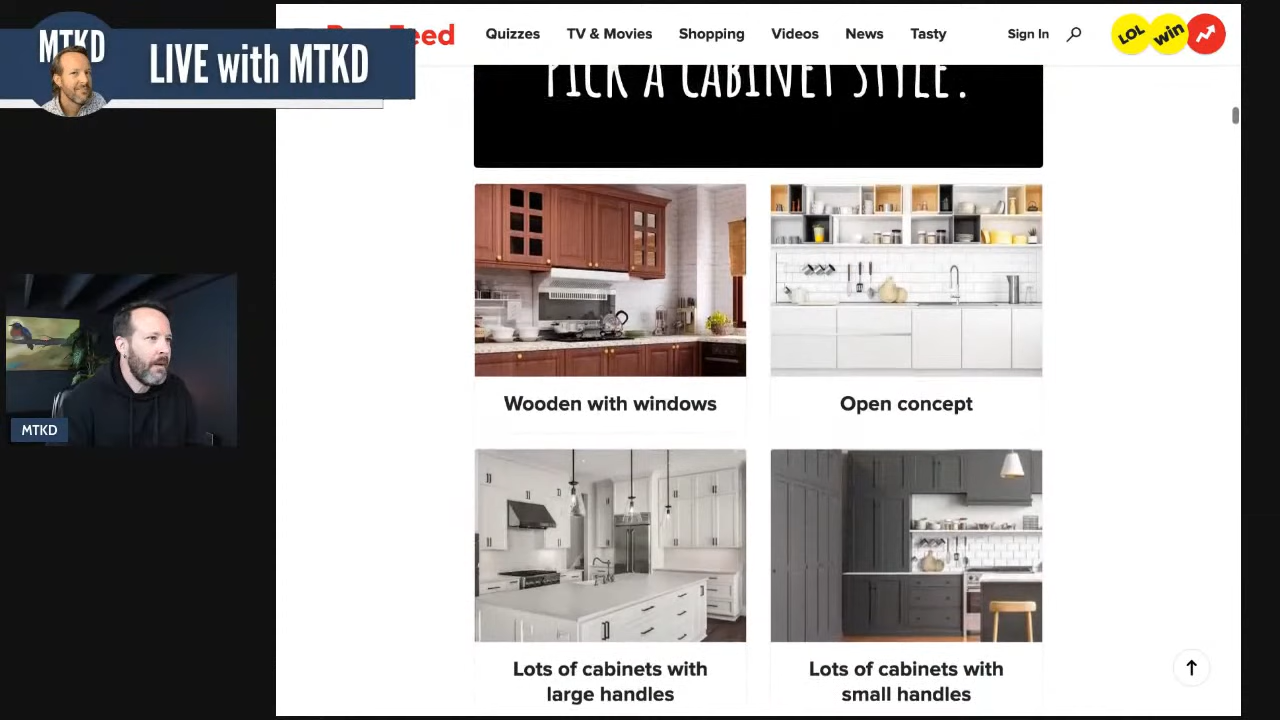 MTKD
LIVE with MTKD
Feed
Quizzes
TV & Movies
Shopping
Videos
News
Tasty
Sign In
LOL
win
PICK A CABINET STYLE:
Wooden with windows
Open concept
MTKD
Lots of cabinets with
large handles
Lots of cabinets with
small handles